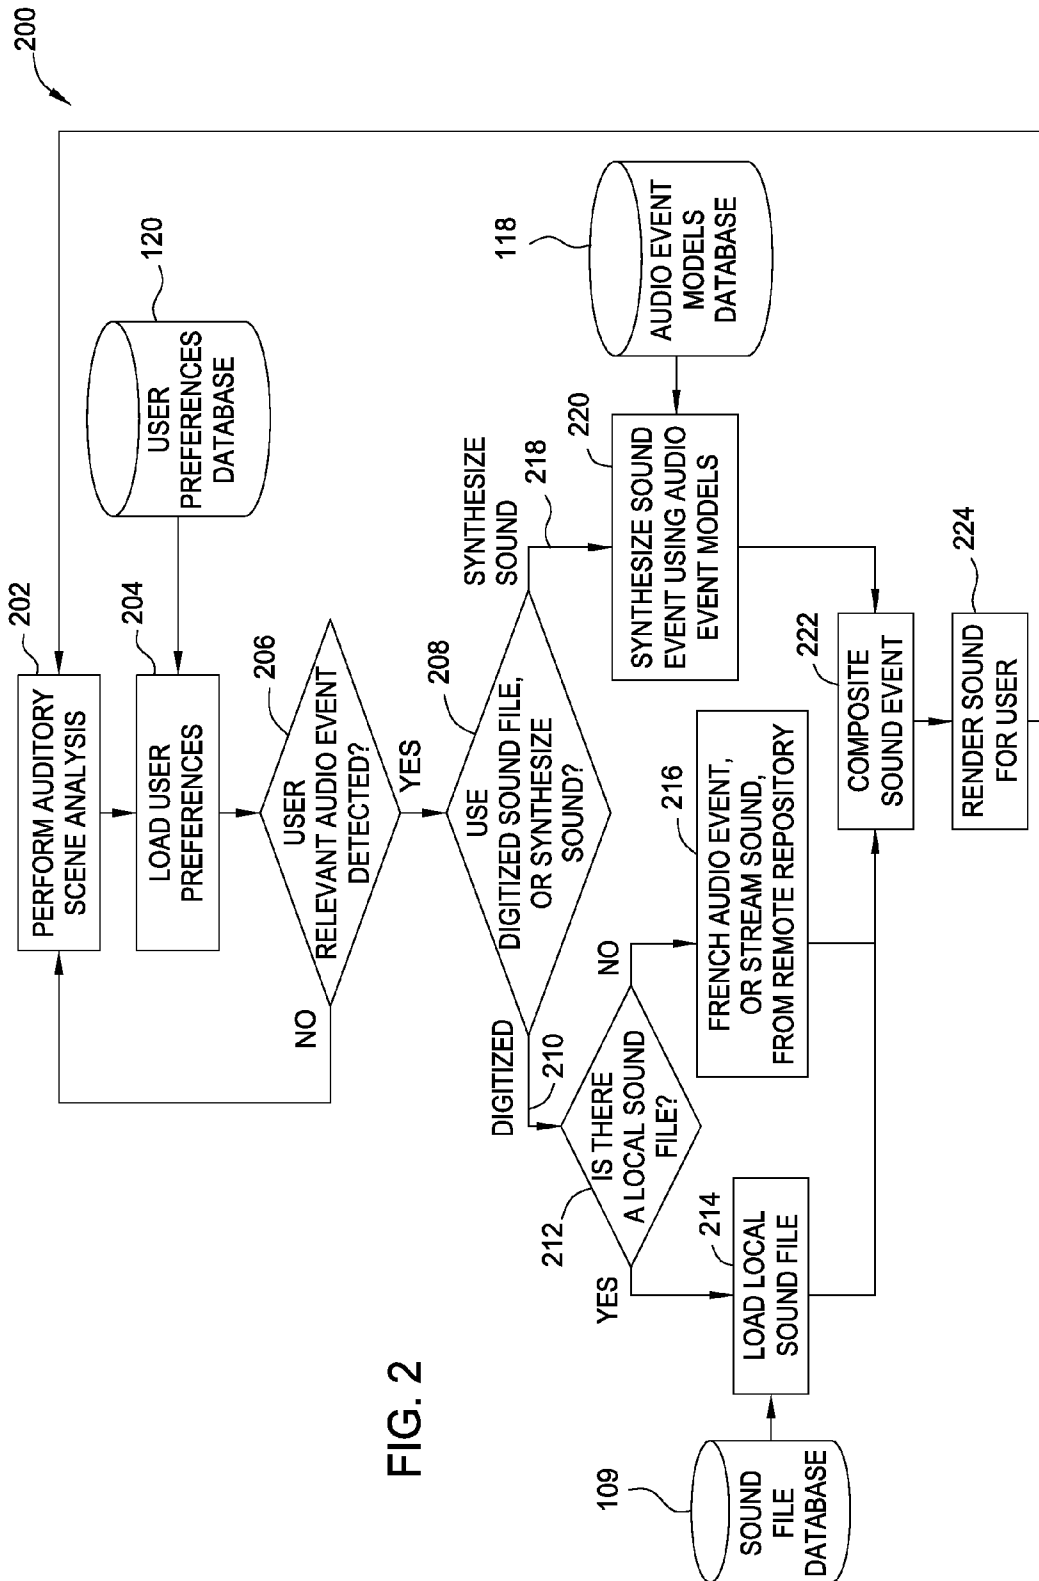 200
202
PERFORM AUDITORY
SCENE ANALYSIS
120
USER
PREFERENCES
DATABASE
204
LOAD USER
PREFERENCES
206
USER
RELEVANT AUDIO EVENT
DETECTED?
NO
YES
208
USE
DIGITIZED SOUND FILE,
OR SYNTHESIZE
SOUND?
DIGITIZED
210
SYNTHESIZE
SOUND
218
212
IS THERE
A LOCAL SOUND
FILE?
YES
NO
109
SOUND
FILE
DATABASE
214
LOAD LOCAL
SOUND FILE
216
FRENCH AUDIO EVENT,
OR STREAM SOUND,
FROM REMOTE REPOSITORY
220
SYNTHESIZE SOUND
EVENT USING AUDIO
EVENT MODELS
118
AUDIO EVENT
MODELS
DATABASE
222
COMPOSITE
SOUND EVENT
224
RENDER SOUND
FOR USER
FIG. 2